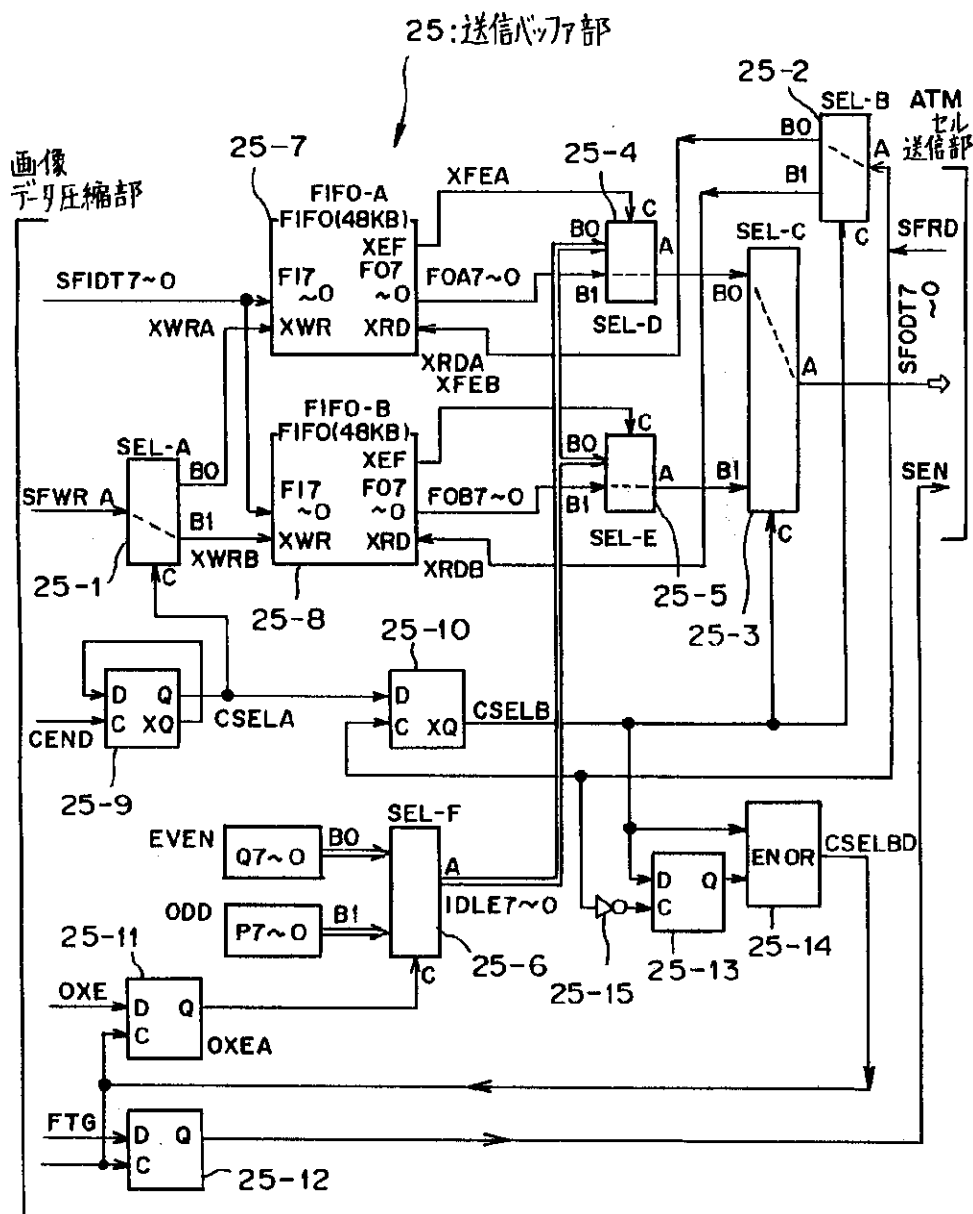 25:送信バッファ部
25-2
SEL-B
ATM
セル
送信部
画像
データ圧縮部
25-7
25-4
B0
A
B1
C
XFEA
FIFO-A
FIFO(48KB)
XEF
FI7
~0
FO7
~0
XWR
XRD
SFIDT7~0
XWRA
FOA7~0
C
B0
A
B1
SEL-D
SEL-C
B0
A
B1
C
SFRD
SFODT7
~0
XRDA
XFEB
FIFO-B
FIFO(48KB)
XEF
FI7
~0
FO7
~0
XWR
XRD
SEL-A
B0
SFWR A
B1
C
XWRB
FOB7~0
C
B0
A
B1
SEL-E
SEN
XRDB
25-1
25-8
25-5
25-3
25-10
D
Q
C
XQ
CSELA
CEND
25-9
D
C
XQ
CSELB
SEL-F
EVEN
Q7~0
B0
A
IDLE7~0
ODD
P7~0
B1
C
25-6
D
Q
C
ENOR
CSELBD
25-15
25-13
25-14
25-11
OXE
D
Q
C
OXEA
FTG
D
Q
C
25-12